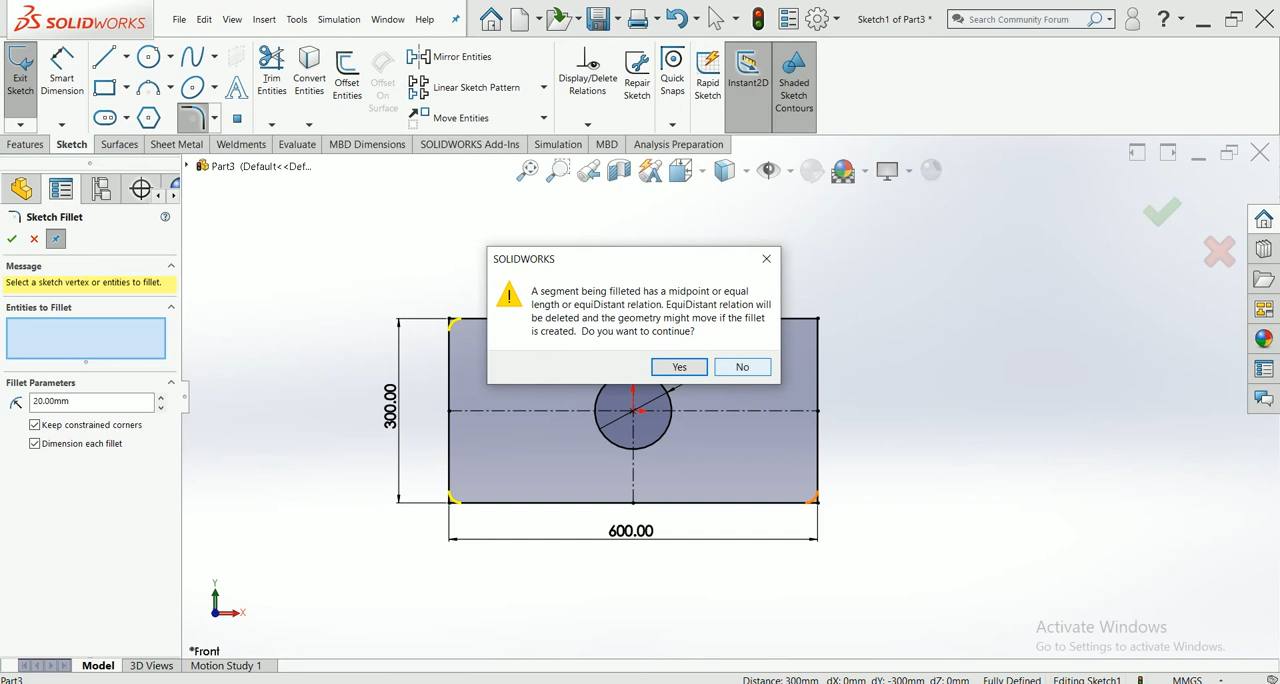 SOLIDWORKS
File Edit View Insert Tools Simulation Window Help
Sketch1 of Part3 *
Search Community Forum
?
Exit Sketch
Smart Dimension
Trim Entities
Convert Entities
Offset Entities
Offset On Surface
Mirror Entities
Linear Sketch Pattern
Move Entities
Display/Delete Relations
Repair Sketch
Quick Snaps
Rapid Sketch
Instant2D
Shaded Sketch Contours
Features Sketch Surfaces Sheet Metal Weldments Evaluate MBD Dimensions SOLIDWORKS Add-Ins Simulation MBD Analysis Preparation
Part3 (Default<<Def...
Sketch Fillet
Message
Select a sketch vertex or entities to fillet.
Entities to Fillet
Fillet Parameters
20.00mm
Keep constrained corners
Dimension each fillet
SOLIDWORKS
A segment being filleted has a midpoint or equal
length or equiDistant relation. EquiDistant relation will
be deleted and the geometry might move if the fillet
is created. Do you want to continue?
Yes No
300.00
600.00
Y
X
*Front
Activate Windows
Go to Settings to activate Windows.
Model 3D Views Motion Study 1
Part3 Distance: 300mm dX: 0mm dY: -300mm dZ: 0mm Fully Defined Editing Sketch1 MMGS